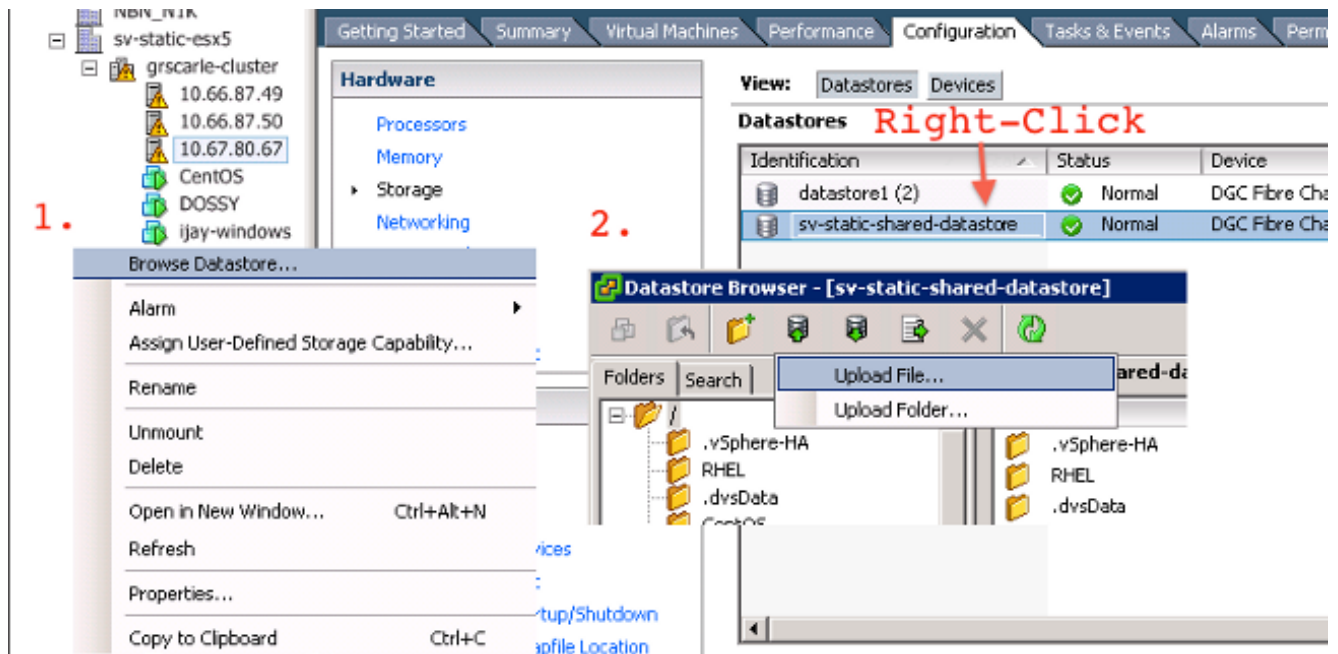 NBN_N1K
sv-static-esx5
grscarle-cluster
10.66.87.49
10.66.87.50
10.67.80.67
CentOS
DOSSY
ijay-windows
1.
Browse Datastore...
Alarm
Assign User-Defined Storage Capability...
Rename
Unmount
Delete
Open in New Window... Ctrl+Alt+N
Refresh
Properties...
Copy to Clipboard Ctrl+C
Getting Started Summary Virtual Machines Performance Configuration Tasks & Events Alarms Perm
Hardware
Processors
Memory
Storage
Networking
vices
rtup/Shutdown
apfile Location
View: Datastores Devices
Datastores
Right-Click
Identification Status Device
datastore1 (2) Normal DGC Fibre Cha
sv-static-shared-datastore Normal DGC Fibre Cha
2.
Datastore Browser - [sv-static-shared-datastore]
Folders Search
Upload File...
Upload Folder...
ared-da
/
.vSphere-HA
RHEL
.dvsData
CentOS
.vSphere-HA
RHEL
.dvsData